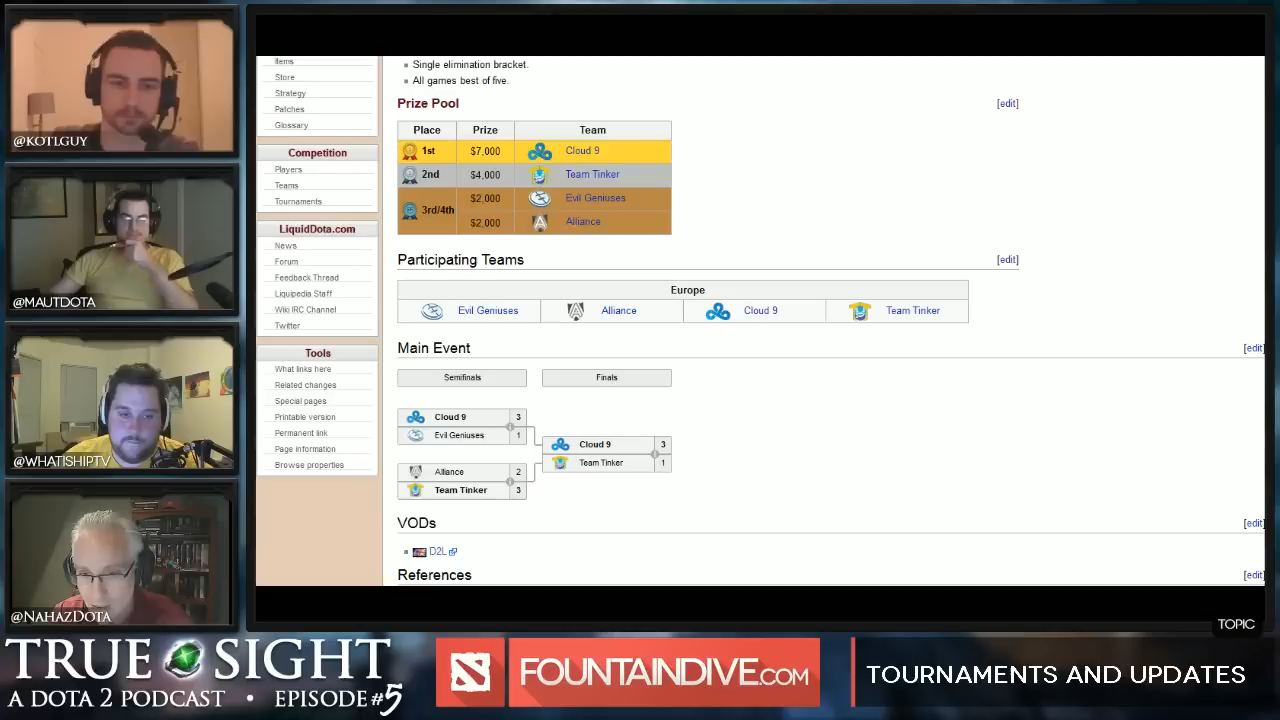 @KOTLGUY
@MAUTDOTA
@WHATISHIPTV
@NAHAZDOTA
Items
Store
Strategy
Patches
Glossary
Competition
Players
Teams
Tournaments
LiquidDota.com
News
Forum
Feedback Thread
Liquipedia Staff
Wiki IRC Channel
Twitter
Tools
What links here
Related changes
Special pages
Printable version
Permanent link
Page information
Browse properties
Single elimination bracket.
All games best of five.
Prize Pool [edit]
Place Prize Team
1st $7,000 Cloud 9
2nd $4,000 Team Tinker
3rd/4th $2,000 Evil Geniuses
$2,000 Alliance
Participating Teams [edit]
Europe
Evil Geniuses Alliance Cloud 9 Team Tinker
Main Event [edit]
Semifinals Finals
Cloud 9 3
Evil Geniuses 1
Cloud 9 3
Team Tinker 1
Alliance 2
Team Tinker 3
VODs [edit]
D2L
References [edit]
TOPIC
TRUE SIGHT
A DOTA 2 PODCAST • EPISODE #5
FOUNTAINDIVE.COM
TOURNAMENTS AND UPDATES